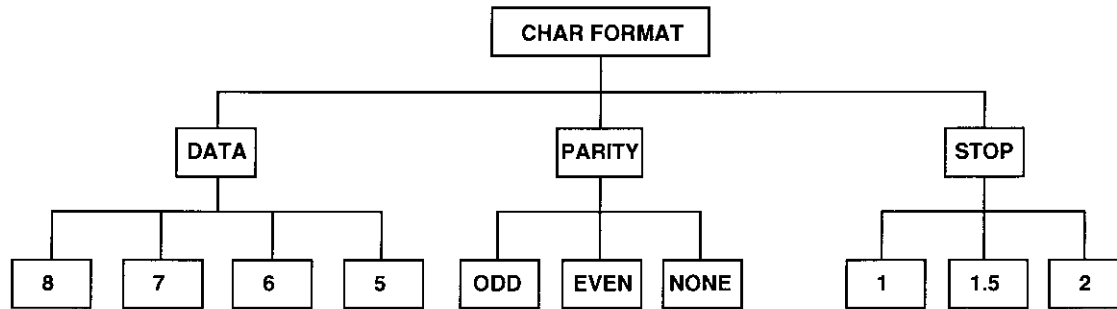 CHAR FORMAT
DATA PARITY STOP
8 7 6 5 ODD EVEN NONE 1 1.5 2